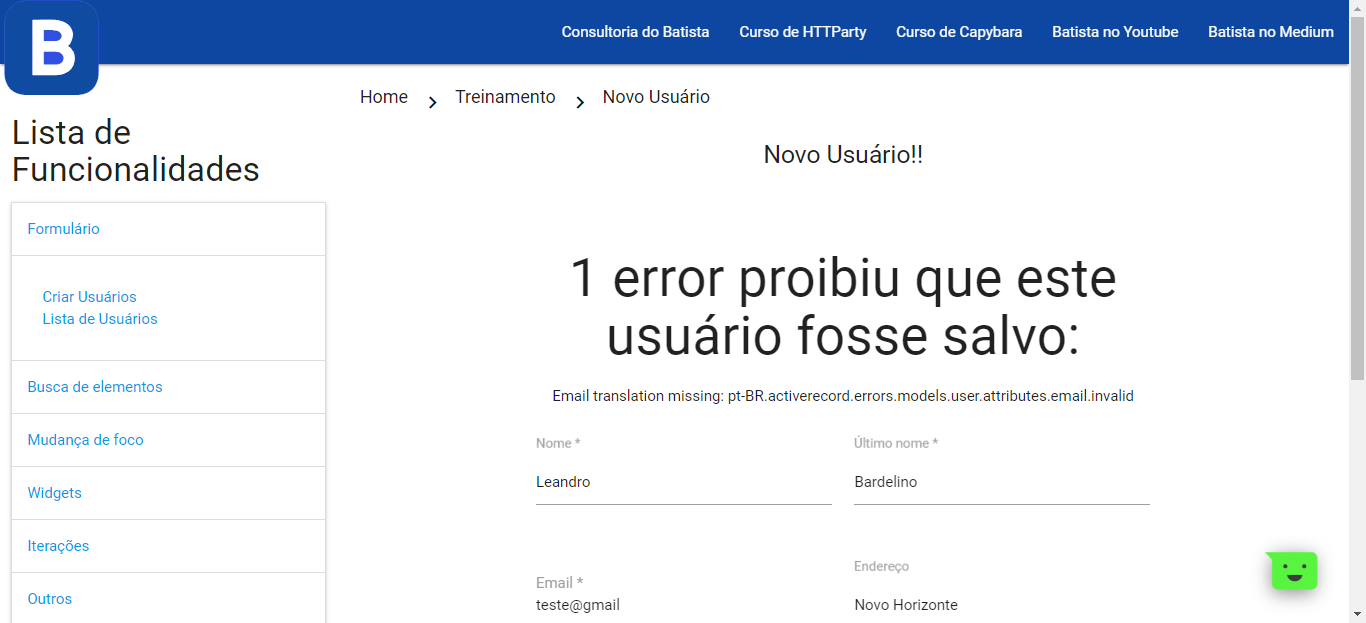 B
Consultoria do Batista
Curso de HTTParty
Curso de Capybara
Batista no Youtube
Batista no Medium
Home
Treinamento
Novo Usuário
Lista de
Funcionalidades
Formulário
Criar Usuários
Lista de Usuários
Busca de elementos
Mudança de foco
Widgets
Iterações
Outros
Novo Usuário!!
1 error proibiu que este
usuário fosse salvo:
Email translation missing: pt-BR.activerecord.errors.models.user.attributes.email.invalid
Nome *
Último nome *
Leandro
Bardelino
Email *
Endereço
teste@gmail
Novo Horizonte